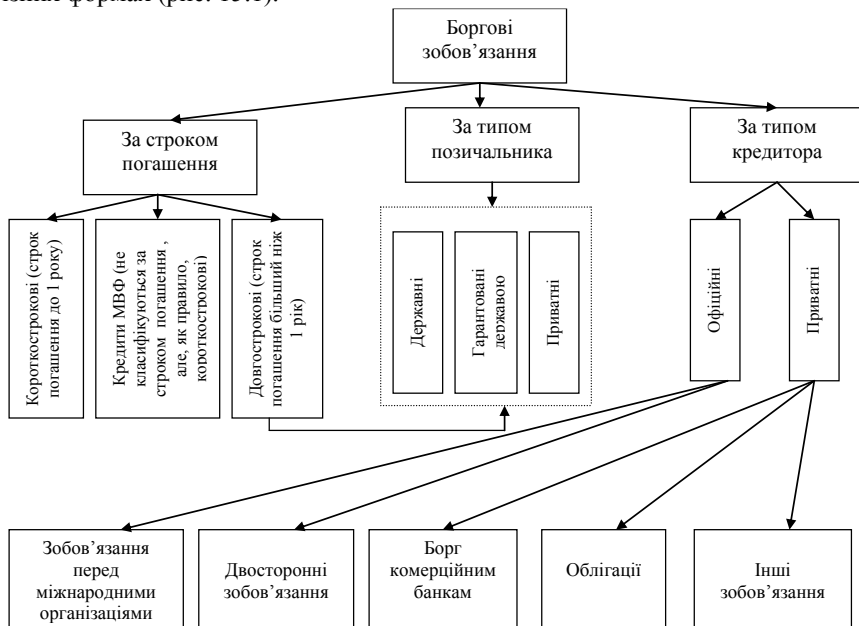 формах (рис.
Боргові
зобов’язання
За строком
погашення
За типом
позичальника
За типом
кредитора
Короткострокові (строк
погашення до 1 року)
Кредити МВФ (не
класифікуються за
строком погашення ,
але, як правило,
короткострокові)
Довгострокові (строк
погашення більший ніж
1 рік)
Державні
Гарантовані
державою
Приватні
Офіційні
Приватні
Зобов’язання
перед
міжнародними
організаціями
Двосторонні
зобов’язання
Борг
комерційним
банкам
Облігації
Інші
зобов’язання